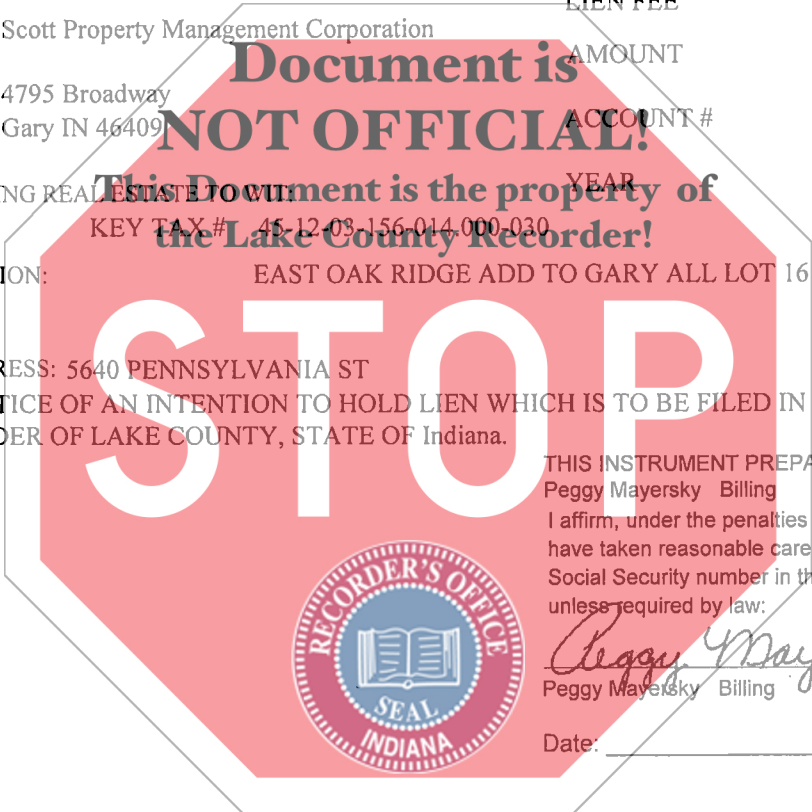 LIEN FEE
Scott Property Management Corporation
Document is
AMOUNT
4795 Broadway
Gary IN 46409
NOT OFFICIAL!
ACCOUNT #
NG REAL ESTATE TO WIT:
This Document is the property of
YEAR
KEY TAX # 45-12-03-156-014.000-030
the Lake County Recorder!
ION: EAST OAK RIDGE ADD TO GARY ALL LOT 16
STOP
RESS: 5640 PENNSYLVANIA ST
TICE OF AN INTENTION TO HOLD LIEN WHICH IS TO BE FILED IN
DER OF LAKE COUNTY, STATE OF Indiana.
THIS INSTRUMENT PREPA
Peggy Mayersky Billing
I affirm, under the penalties
have taken reasonable care
Social Security number in th
unless required by law:
Peggy May
Peggy Mayersky Billing
Date:
RECORDER'S OFFICE
SEAL
INDIANA